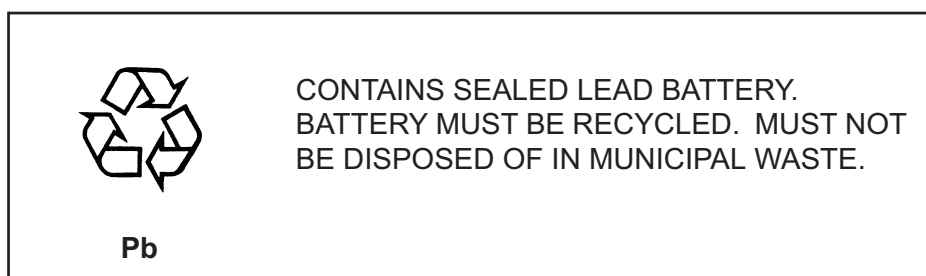 CONTAINS SEALED LEAD BATTERY.
BATTERY MUST BE RECYCLED.  MUST NOT
BE DISPOSED OF IN MUNICIPAL WASTE.
Pb